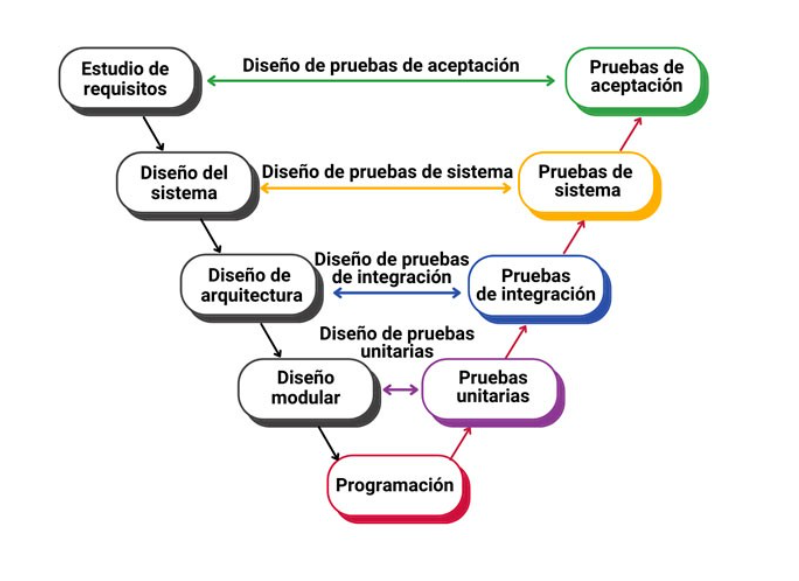 Estudio de
requisitos
Diseño de pruebas de aceptación
Pruebas de
aceptación
Diseño del
sistema
Diseño de pruebas de sistema
Pruebas de
sistema
Diseño de
arquitectura
Diseño de pruebas
de integración
Pruebas
de integración
Diseño de pruebas
unitarias
Diseño
modular
Pruebas
unitarias
Programación